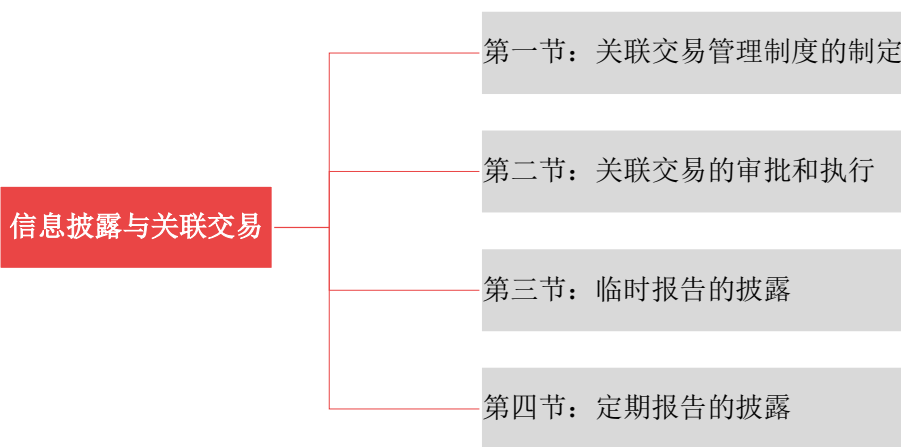 信息披露与关联交易
第一节：关联交易管理制度的制定
第二节：关联交易的审批和执行
第三节：临时报告的披露
第四节：定期报告的披露